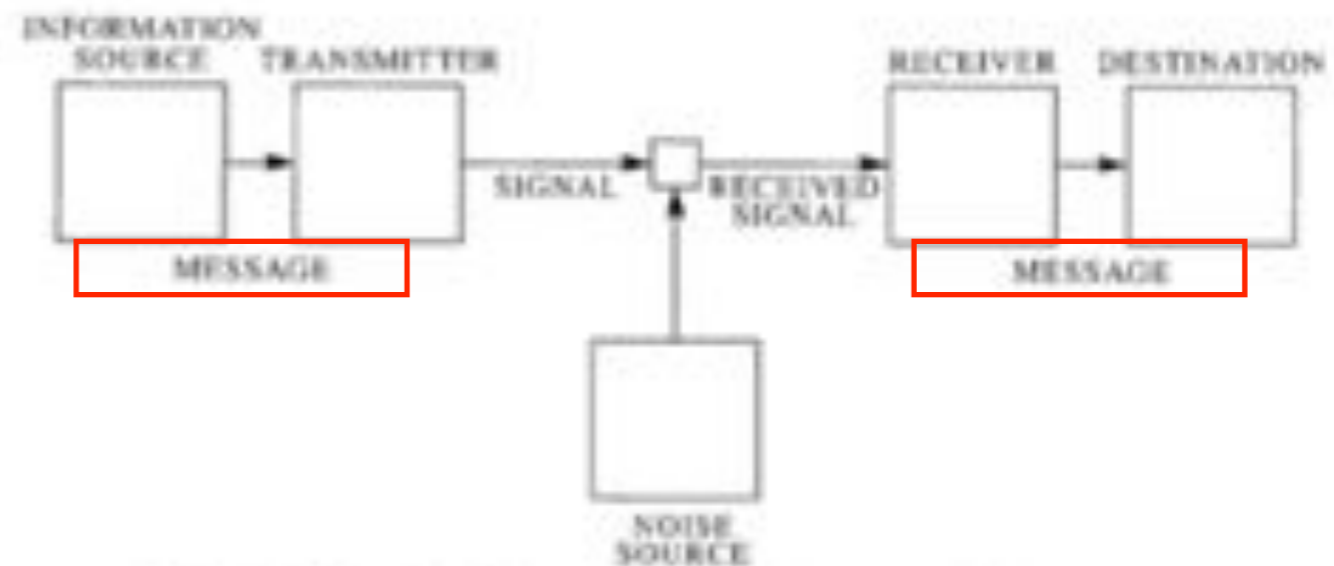 INFORMATION
SOURCE
TRANSMITTER
RECEIVER
DESTINATION
SIGNAL
RECEIVED
SIGNAL
MESSAGE
MESSAGE
NOISE
SOURCE